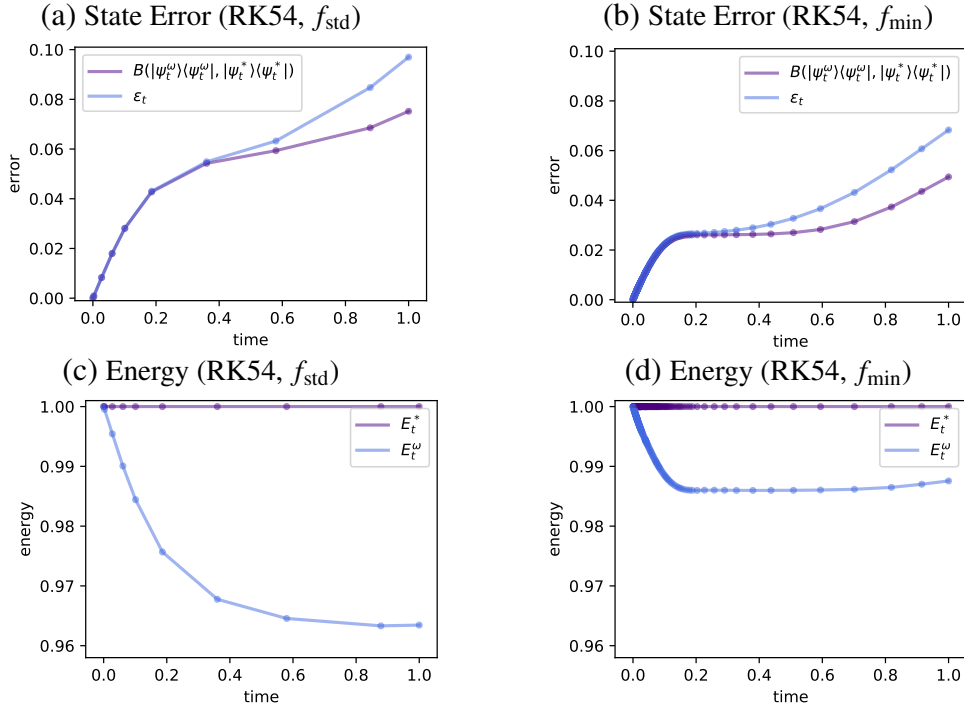 (a) State Error (RK54, f_std)
0.10
0.08
0.06
0.04
0.02
0.00
error
B(|ψ_t^ω⟩⟨ψ_t^ω|, |ψ_t^*⟩⟨ψ_t^*|)
ε_t
0.0 0.2 0.4 0.6 0.8 1.0
time
(b) State Error (RK54, f_min)
0.10
0.08
0.06
0.04
0.02
0.00
error
B(|ψ_t^ω⟩⟨ψ_t^ω|, |ψ_t^*⟩⟨ψ_t^*|)
ε_t
0.0 0.2 0.4 0.6 0.8 1.0
time
(c) Energy (RK54, f_std)
1.00
0.99
0.98
0.97
0.96
energy
E_t^*
E_t^ω
0.0 0.2 0.4 0.6 0.8 1.0
time
(d) Energy (RK54, f_min)
1.00
0.99
0.98
0.97
0.96
energy
E_t^*
E_t^ω
0.0 0.2 0.4 0.6 0.8 1.0
time